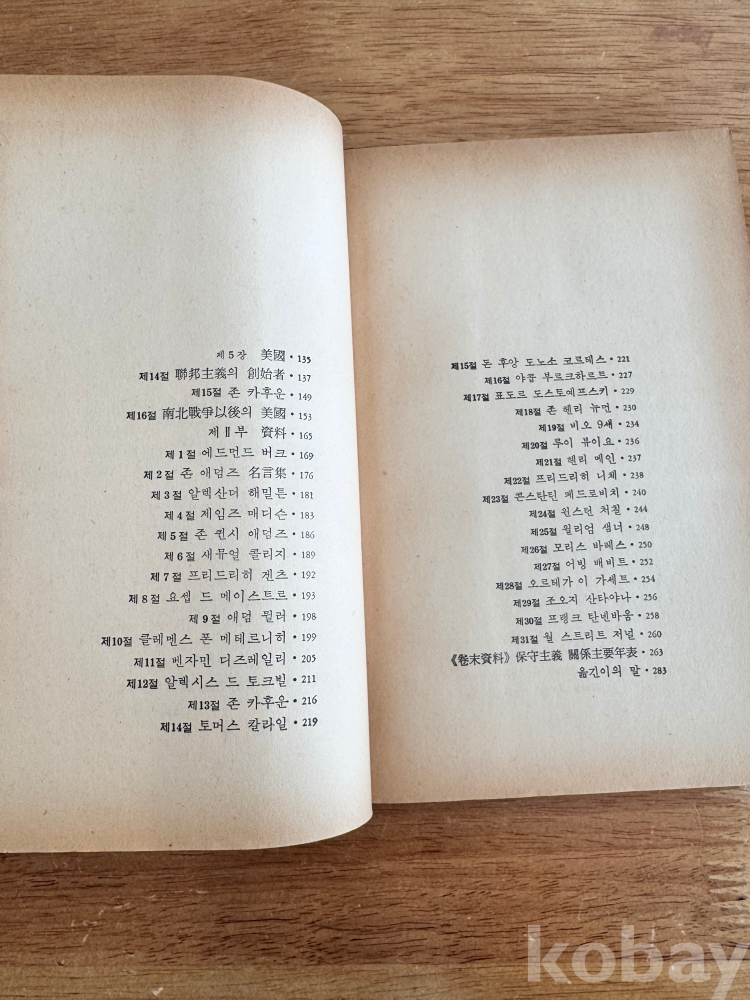 제5장 美國 • 135
제14절 聯邦主義의 創始者 • 137
제15절 존 카후운 • 149
제16절 南北戰爭以後의 美國 • 153
제Ⅱ부 資料 • 165
제1절 에드먼드 버크 • 169
제2절 존 애덤즈 名言集 • 176
제3절 알렉산더 해밀튼 • 181
제4절 제임즈 매디슨 • 183
제5절 존 퀸시 애덤즈 • 186
제6절 새뮤얼 콜리지 • 189
제7절 프리드리히 겐츠 • 192
제8절 요셉 드 메이스트르 • 193
제9절 애덤 뮐러 • 198
제10절 클레멘스 폰 메테르니히 • 199
제11절 벤자민 디즈레일리 • 205
제12절 알렉시스 드 토크빌 • 211
제13절 존 카후운 • 216
제14절 토머스 칼라일 • 219
제15절 돈 후앙 도노소 코르테스 • 221
제16절 야콥 부르크하르트 • 227
제17절 표도르 도스토예프스키 • 229
제18절 존 헨리 뉴먼 • 230
제19절 비오 9세 • 234
제20절 루이 뷔이요 • 236
제21절 헨리 메인 • 237
제22절 프리드리히 니체 • 238
제23절 콘스탄틴 페드로비치 • 240
제24절 윈스턴 처칠 • 244
제25절 윌리엄 샘너 • 248
제26절 모리스 바레스 • 250
제27절 어빙 배비트 • 252
제28절 오르테가 이 가세트 • 254
제29절 조오지 산타야나 • 256
제30절 프랭크 탄넨바움 • 258
제31절 월 스트리트 저널 • 260
《卷末資料》保守主義 關係主要年表 • 263
옮긴이의 말 • 283
kobay